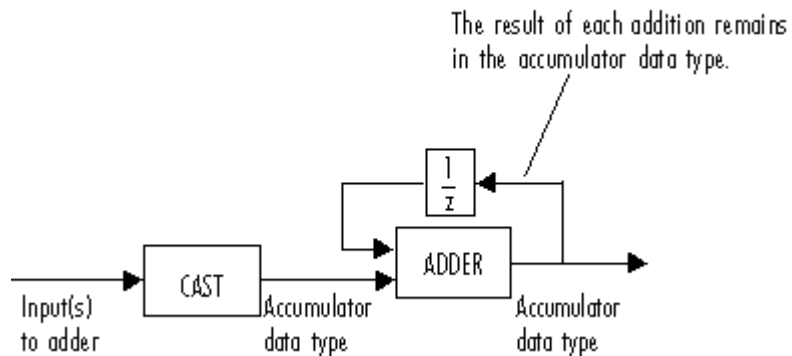 The result of each addition remains
in the accumulator data type.
1
z
ADDER
CAST
Input(s)
to adder
Accumulator
data type
Accumulator
data type